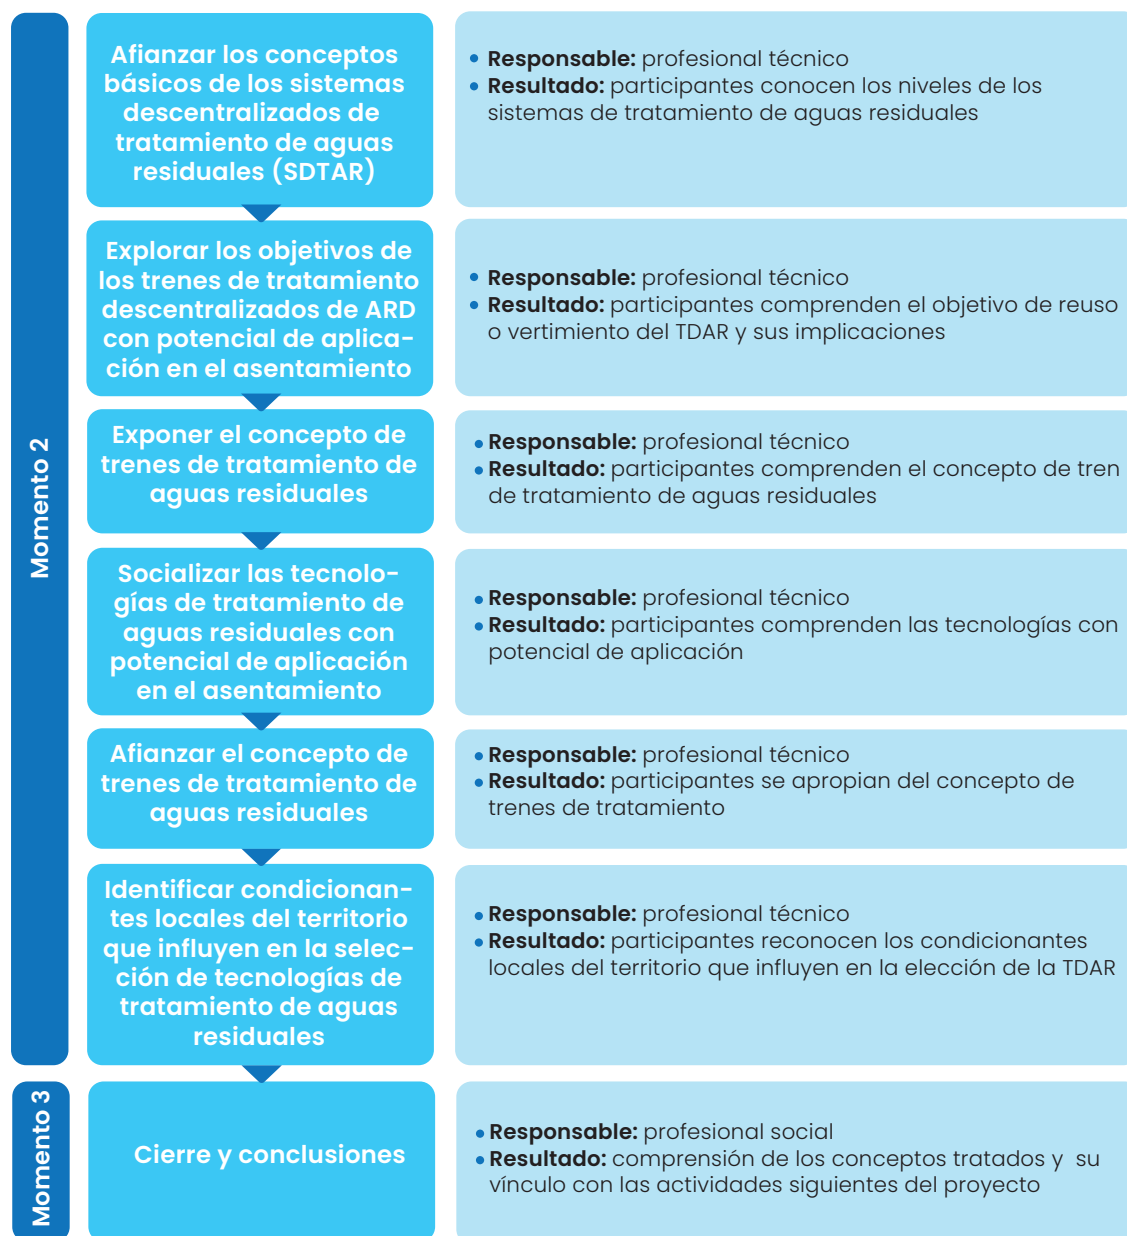 Momento 2
Afianzar los conceptos
básicos de los sistemas
descentralizados de
tratamiento de aguas
residuales (SDTAR)
• Responsable: profesional técnico
• Resultado: participantes conocen los niveles de los
sistemas de tratamiento de aguas residuales
Explorar los objetivos de
los trenes de tratamiento
descentralizados de ARD
con potencial de aplica-
ción en el asentamiento
• Responsable: profesional técnico
• Resultado: participantes comprenden el objetivo de reuso
o vertimiento del TDAR y sus implicaciones
Exponer el concepto de
trenes de tratamiento de
aguas residuales
• Responsable: profesional técnico
• Resultado: participantes comprenden el concepto de tren
de tratamiento de aguas residuales
Socializar las tecnolo-
gías de tratamiento de
aguas residuales con
potencial de aplicación
en el asentamiento
• Responsable: profesional técnico
• Resultado: participantes comprenden las tecnologías con
potencial de aplicación
Afianzar el concepto de
trenes de tratamiento de
aguas residuales
• Responsable: profesional técnico
• Resultado: participantes se apropian del concepto de
trenes de tratamiento
Identificar condicionan-
tes locales del territorio
que influyen en la selec-
ción de tecnologías de
tratamiento de aguas
residuales
• Responsable: profesional técnico
• Resultado: participantes reconocen los condicionantes
locales del territorio que influyen en la elección de la TDAR
Momento 3
Cierre y conclusiones
• Responsable: profesional social
• Resultado: comprensión de los conceptos tratados y su
vínculo con las actividades siguientes del proyecto